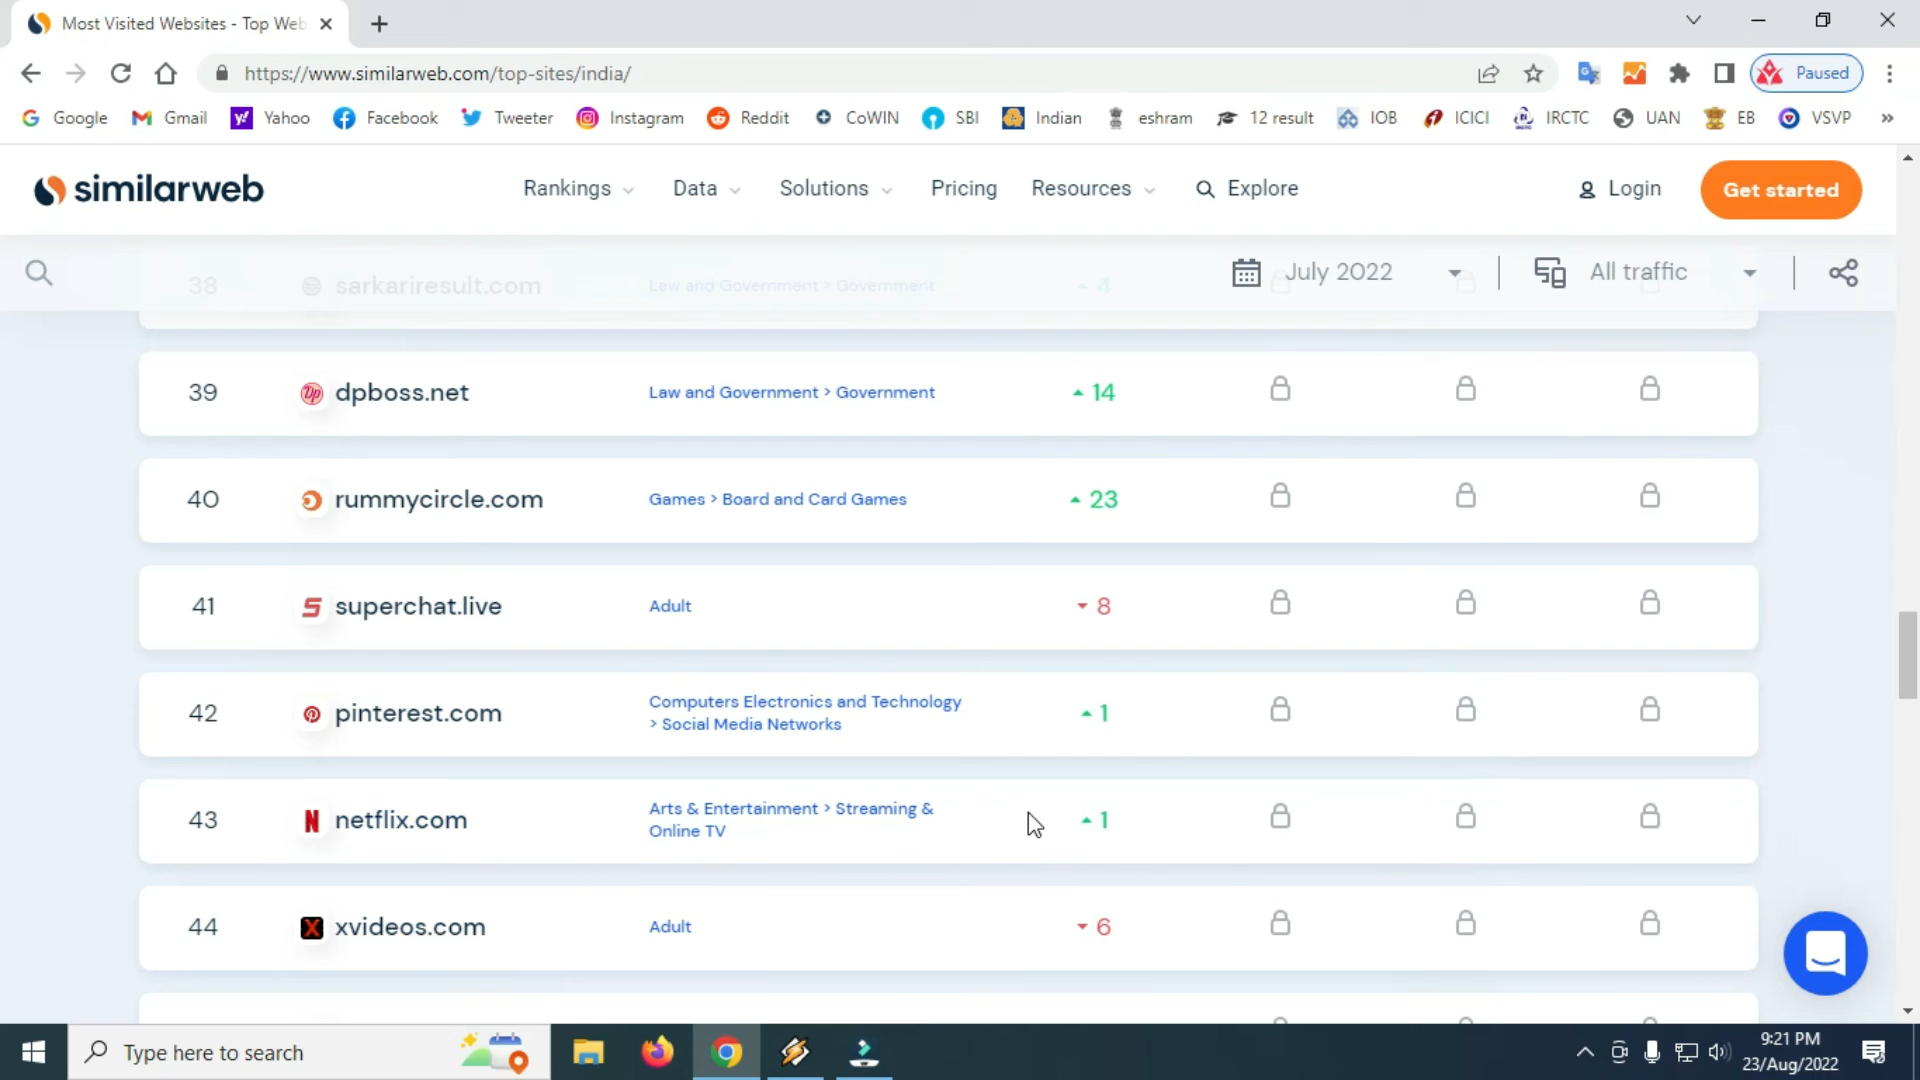 Most Visited Websites - Top Web
https://www.similarweb.com/top-sites/india/
Paused
Google Gmail Yahoo Facebook Tweeter Instagram Reddit CoWIN SBI Indian eshram 12 result IOB ICICI IRCTC UAN EB VSVP »
similarweb
Rankings Data Solutions Pricing Resources Explore Login Get started
38 sarkariresult.com Law and Government > Government 4
July 2022 All traffic
39 dpboss.net Law and Government > Government 14
40 rummycircle.com Games > Board and Card Games 23
41 superchat.live Adult 8
42 pinterest.com Computers Electronics and Technology
> Social Media Networks 1
43 netflix.com Arts & Entertainment > Streaming &
Online TV 1
44 xvideos.com Adult 6
Type here to search
9:21 PM
23/Aug/2022